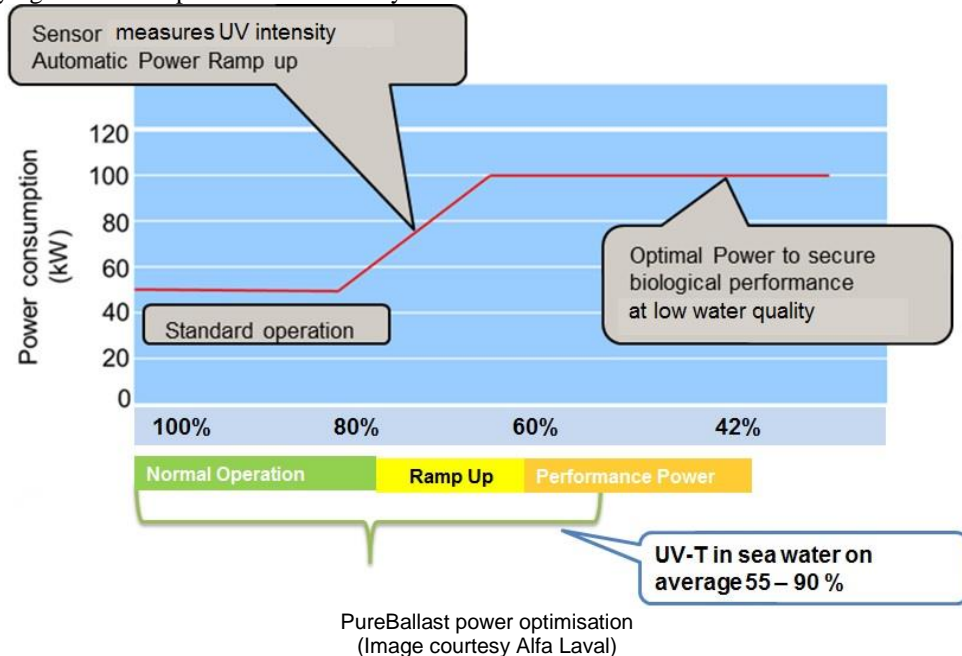 Sensor measures UV intensity
Automatic Power Ramp up
Power consumption
(kW)
120
100
80
60
40
20
0
Standard operation
Optimal Power to secure
biological performance
at low water quality
100%
80%
60%
42%
Normal Operation
Ramp Up
Performance Power
UV-T in sea water on
average 55 – 90 %
PureBallast power optimisation
(Image courtesy Alfa Laval)